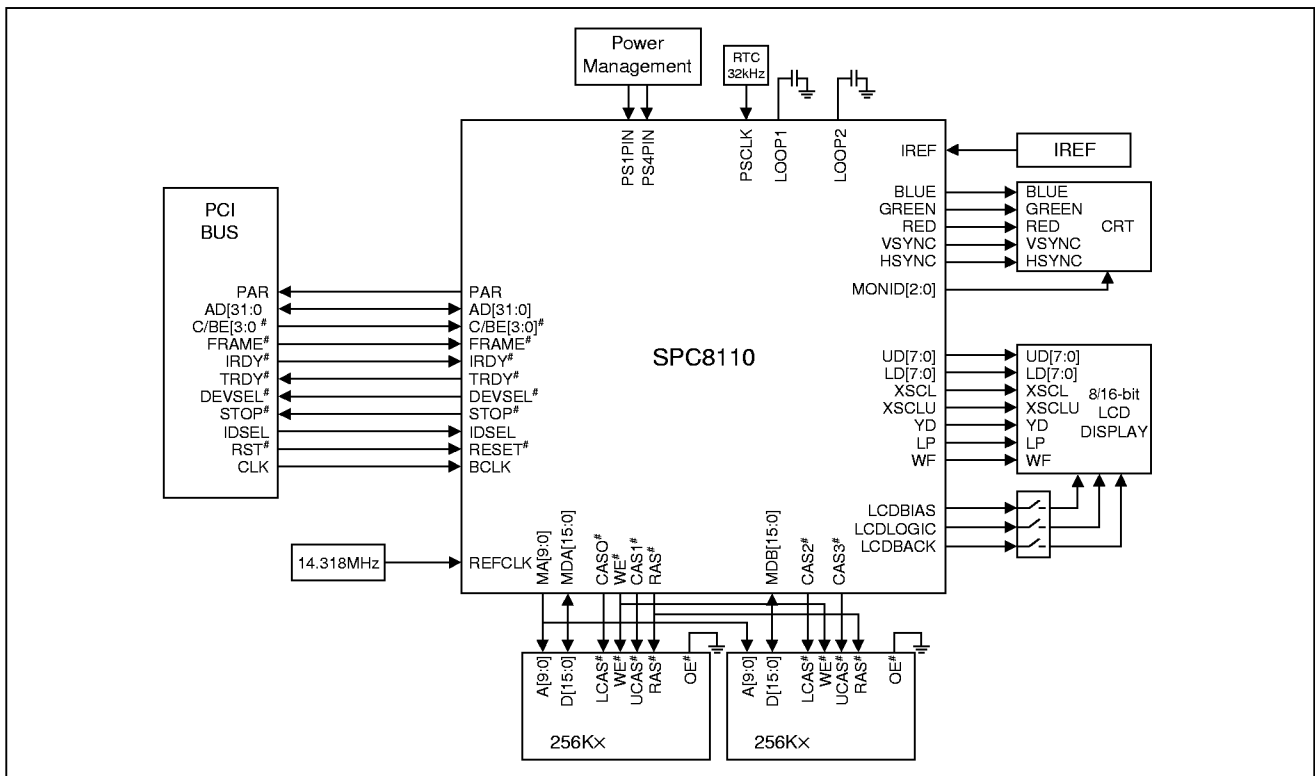 Power
Management
RTC
32kHz
PS1PIN
PS4PIN
PSCLK
LOOP1
LOOP2
IREF
IREF
PCI
BUS
BLUE
GREEN
RED
VSYNC
HSYNC
MONID[2:0]
BLUE
GREEN
RED
VSYNC
HSYNC
CRT
PAR
AD[31:0
C/BE[3:0 #
FRAME#
IRDY#
TRDY#
DEVSEL#
STOP#
IDSEL
RST#
CLK
PAR
AD[31:0]
C/BE[3:0]#
FRAME#
IRDY#
TRDY#
DEVSEL#
STOP#
IDSEL
RESET#
BCLK
SPC8110
UD[7:0]
LD[7:0]
XSCL
XSCLU
YD
LP
WF
UD[7:0]
LD[7:0]
XSCL
XSCLU
YD
LP
WF
8/16-bit
LCD
DISPLAY
LCDBIAS
LCDLOGIC
LCDBACK
14.318MHz
REFCLK
MA[9:0]
MDA[15:0]
CASO#
WE#
CAS1#
RAS#
MDB[15:0]
CAS2#
CAS3#
A[9:0]
D[15:0]
LCAS#
WE#
UCAS#
RAS#
OE#
256K×
A[9:0]
D[15:0]
LCAS#
WE#
UCAS#
RAS#
OE#
256K×